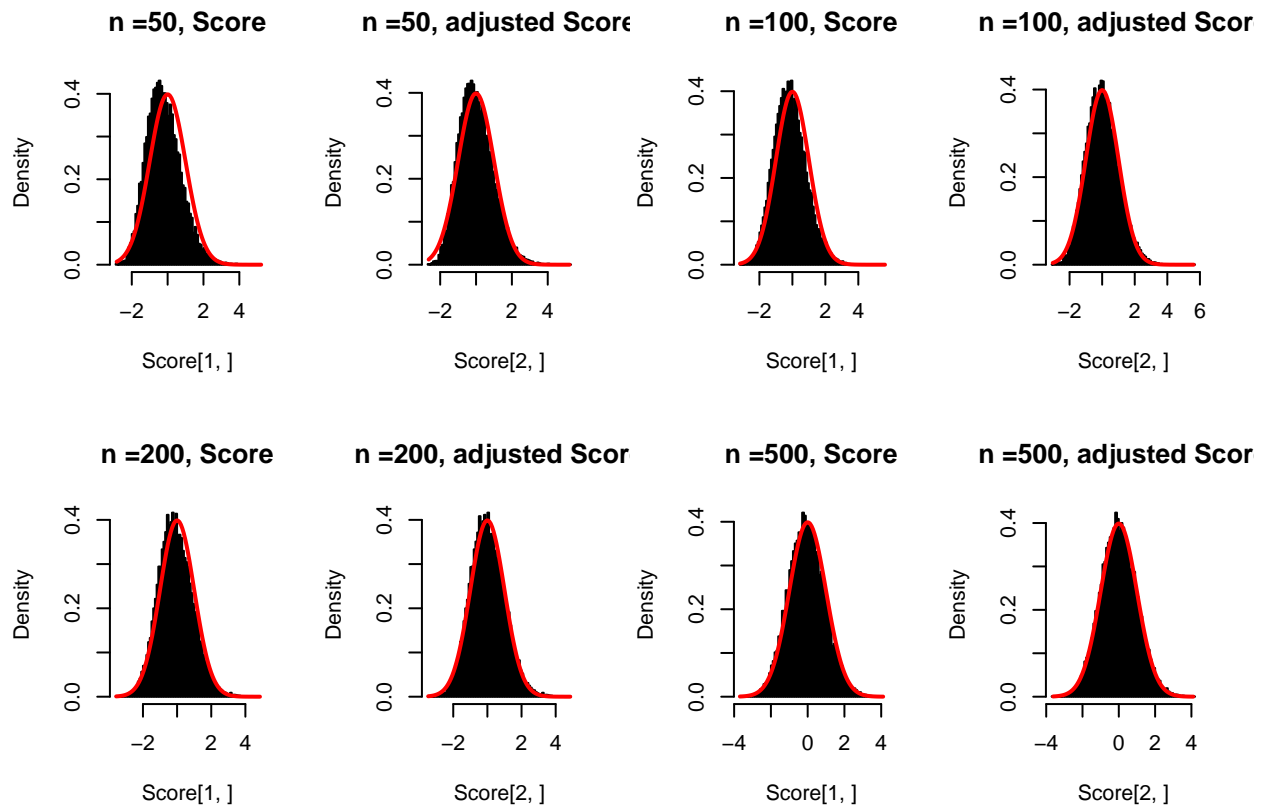 n =50, Score
0.0 0.2 0.4
Density
−2 0 2 4
Score[1, ]
n =50, adjusted Score
0.0 0.2 0.4
Density
−2 0 2 4
Score[2, ]
n =100, Score
0.0 0.2 0.4
Density
−2 0 2 4
Score[1, ]
n =100, adjusted Scor
0.0 0.2 0.4
Density
−2 2 4 6
Score[2, ]
n =200, Score
0.0 0.2 0.4
Density
−2 2 4
Score[1, ]
n =200, adjusted Scor
0.0 0.2 0.4
Density
−2 0 2 4
Score[2, ]
n =500, Score
0.0 0.2 0.4
Density
−4 0 2 4
Score[1, ]
n =500, adjusted Scor
0.0 0.2 0.4
Density
−4 0 2 4
Score[2, ]